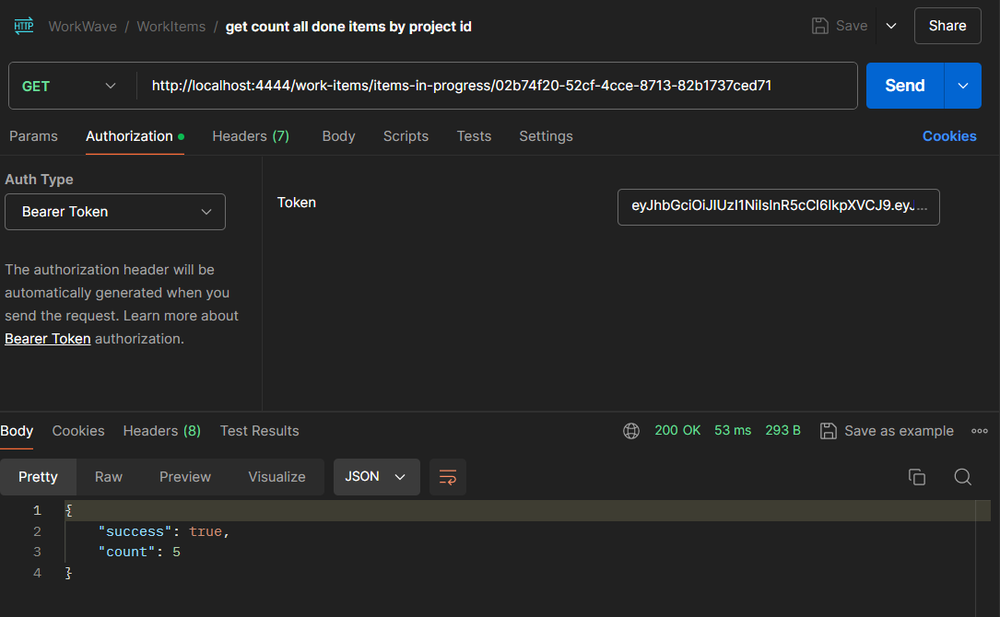 HTTP WorkWave / WorkItems / get count all done items by project id Save Share
GET http://localhost:4444/work-items/items-in-progress/02b74f20-52cf-4cce-8713-82b1737ced71 Send
Params Authorization Headers (7) Body Scripts Tests Settings Cookies
Auth Type
Bearer Token
Token eyJhbGciOiJIUzI1NiIsInR5cCI6IkpXVCJ9.eyJ...
The authorization header will be
automatically generated when you
send the request. Learn more about
Bearer Token authorization.
Body Cookies Headers (8) Test Results 200 OK 53 ms 293 B Save as example
Pretty Raw Preview Visualize JSON
1 {
2 "success": true,
3 "count": 5
4 }